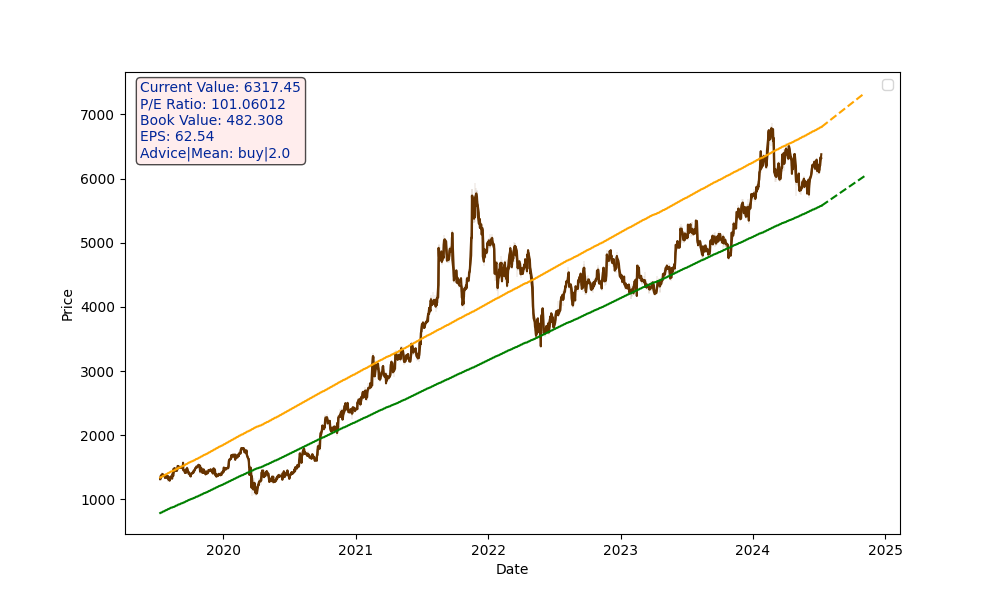 Current Value: 6317.45
P/E Ratio: 101.06012
Book Value: 482.308
EPS: 62.54
Advice|Mean: buy|2.0
7000
6000
5000
4000
3000
2000
1000
Price
2020
2021
2022
2023
2024
2025
Date